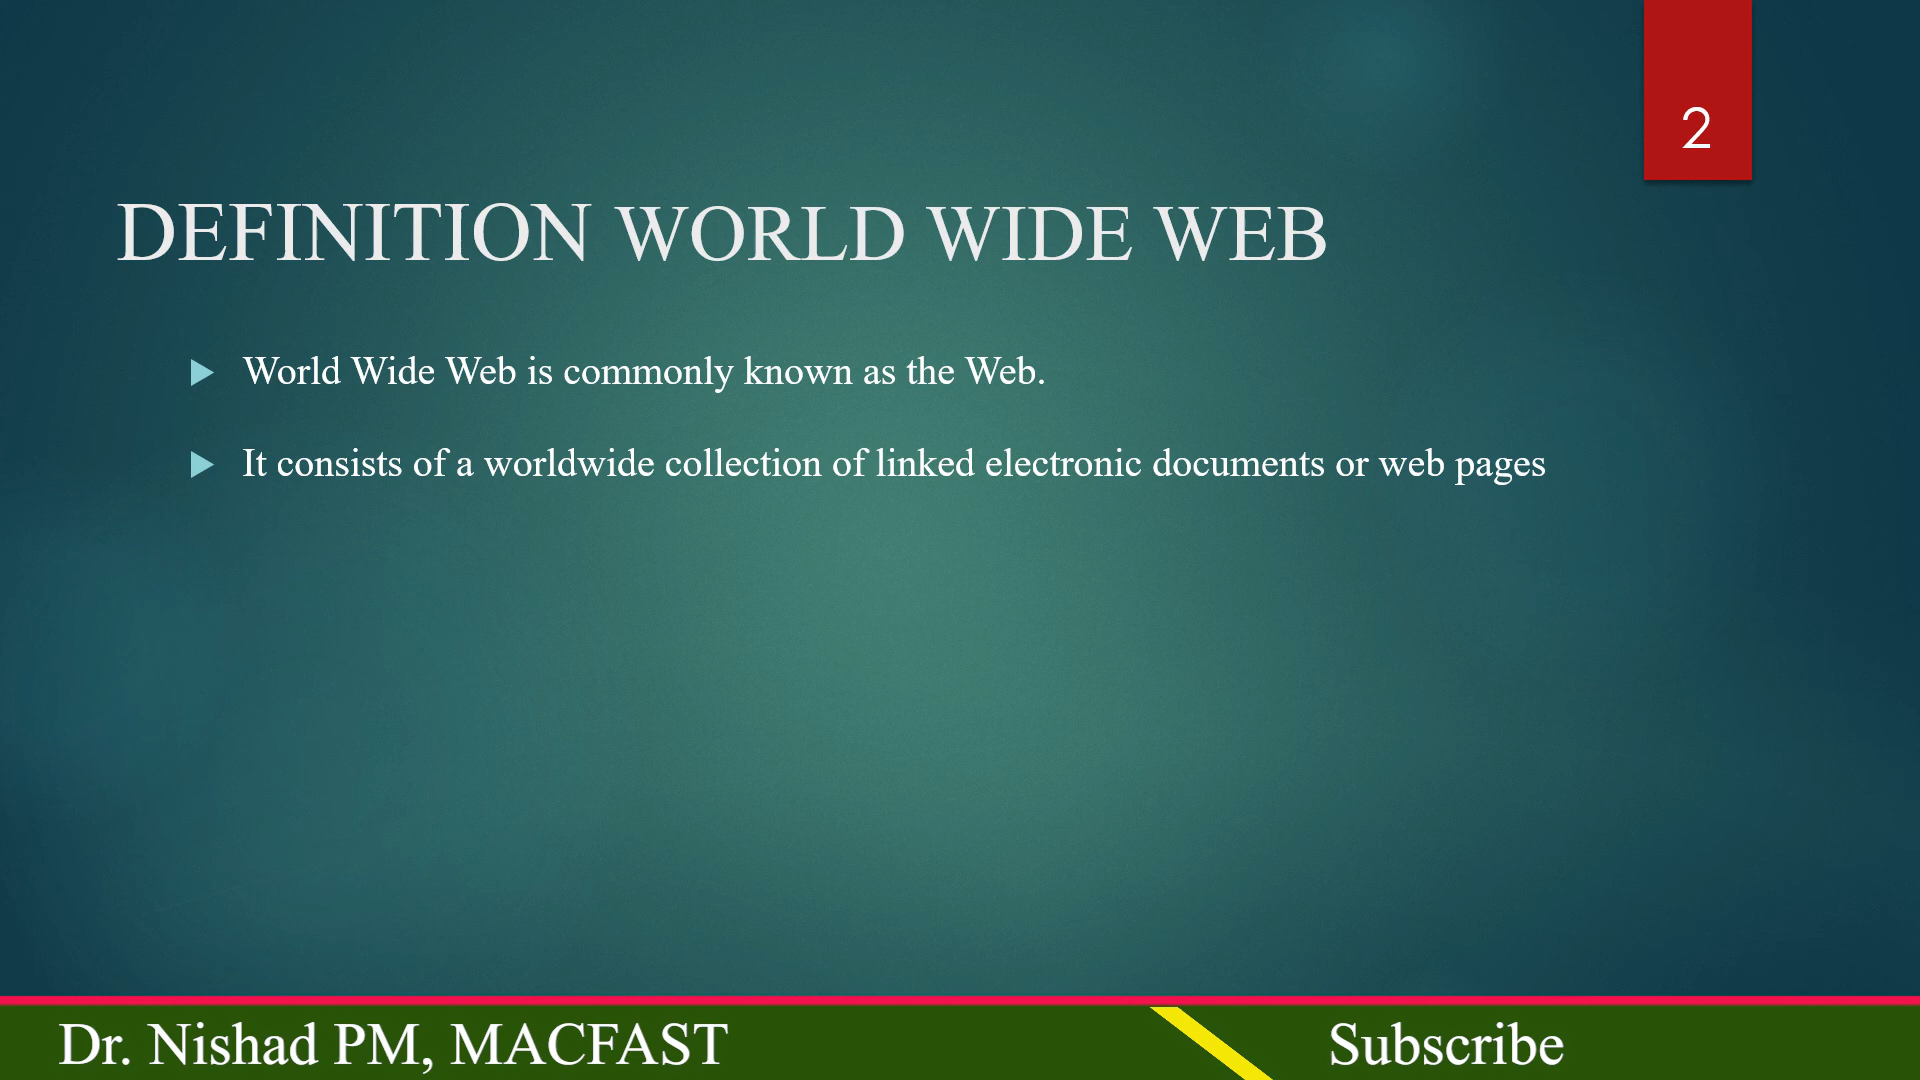 2
DEFINITION WORLD WIDE WEB
World Wide Web is commonly known as the Web.
It consists of a worldwide collection of linked electronic documents or web pages
Dr. Nishad PM, MACFAST
Subscribe